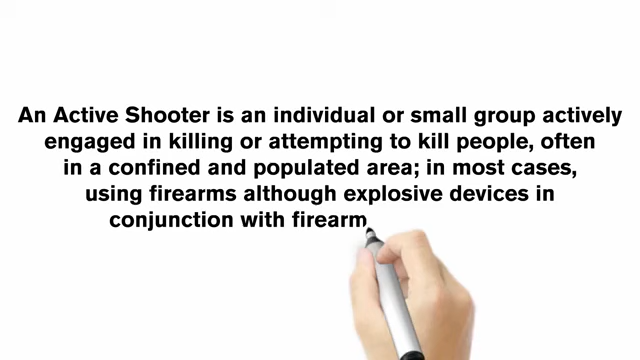 An Active Shooter is an individual or small group actively
engaged in killing or attempting to kill people, often
in a confined and populated area; in most cases,
using firearms although explosive devices in
conjunction with firearm